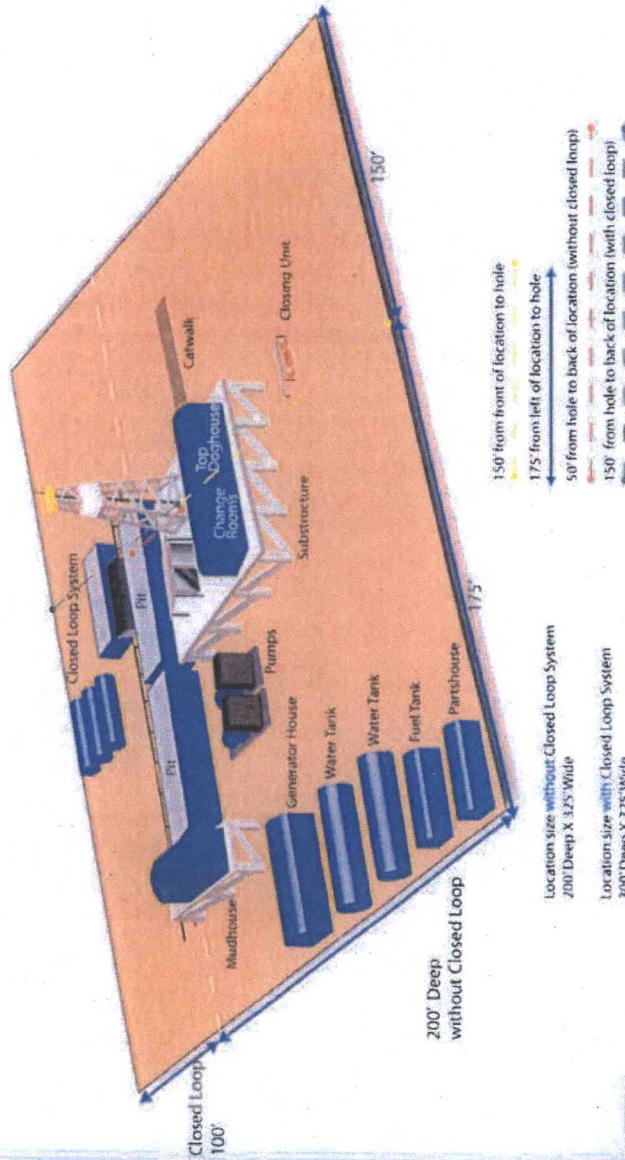 Closed Loop System
Pit
Pit
Mudhouse
Change
Rooms
Top
Doghouse
Catwalk
Closing Unit
Substructure
Pumps
Generator House
Water Tank
Water Tank
Fuel Tank
Partshouse
Closed Loop
100'
200' Deep
without Closed Loop
175'
150'
Location size without Closed Loop System
200' Deep X 325' Wide
Location size with Closed Loop System
300' Deep X 325' Wide
150' from front of location to hole
175' from left of location to hole
50' from hole to back of location (without closed loop)
150' from hole to back of location (with closed loop)